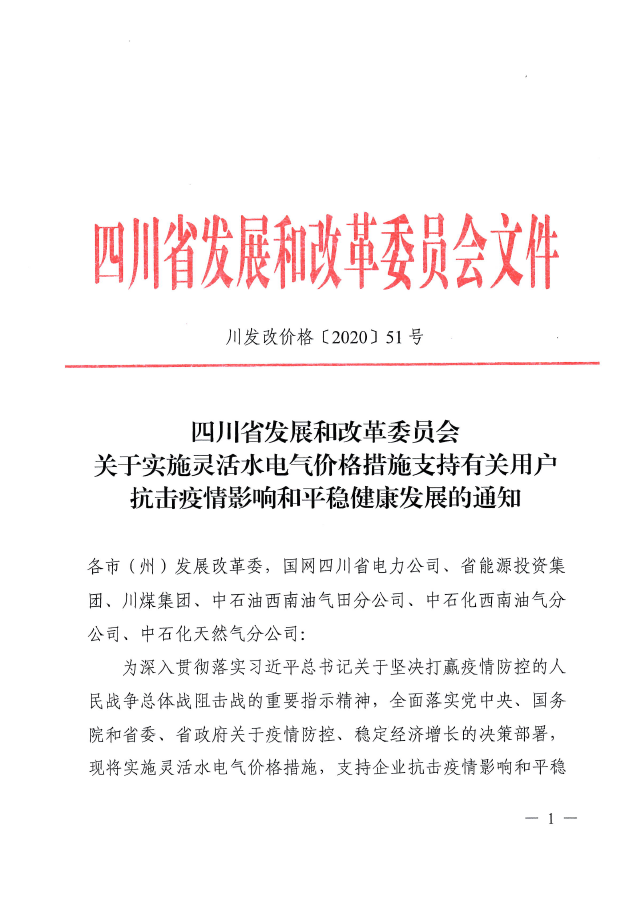 四川省发展和改革委员会文件
川发改价格〔2020〕51号
四川省发展和改革委员会
关于实施灵活水电气价格措施支持有关用户
抗击疫情影响和平稳健康发展的通知
各市（州）发展改革委，国网四川省电力公司、省能源投资集
团、川煤集团、中石油西南油气田分公司、中石化西南油气分
公司、中石化天然气分公司：
为深入贯彻落实习近平总书记关于坚决打赢疫情防控的人
民战争总体战阻击战的重要指示精神，全面落实党中央、国务
院和省委、省政府关于疫情防控、稳定经济增长的决策部署，
现将实施灵活水电气价格措施，支持企业抗击疫情影响和平稳
— 1 —